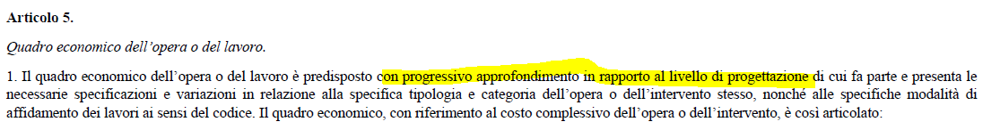 Articolo 5.
Quadro economico dell’opera o del lavoro.
1. Il quadro economico dell’opera o del lavoro è predisposto con progressivo approfondimento in rapporto al livello di progettazione di cui fa parte e presenta le
necessarie specificazioni e variazioni in relazione alla specifica tipologia e categoria dell’opera o dell’intervento stesso, nonché alle specifiche modalità di
affidamento dei lavori ai sensi del codice. Il quadro economico, con riferimento al costo complessivo dell’opera o dell’intervento, è così articolato: